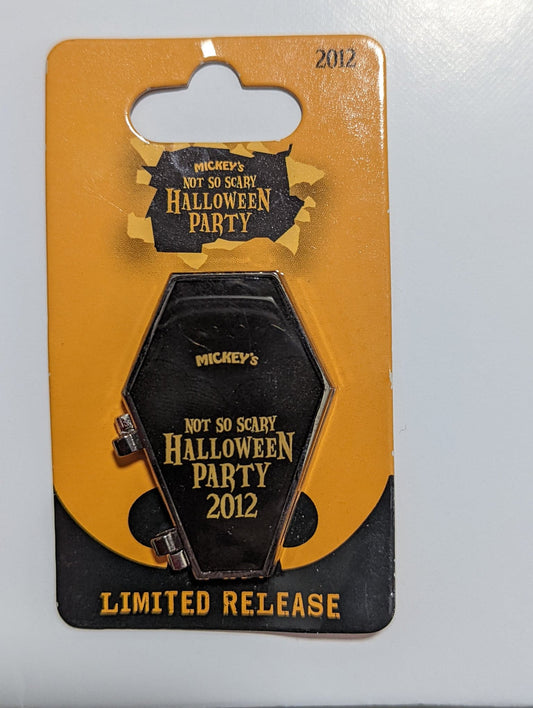 2012
MICKEY'S
NOT SO SCARY
HALLOWEEN
PARTY
MICKEY'S
NOT SO SCARY
HALLOWEEN
PARTY
2012
LIMITED RELEASE